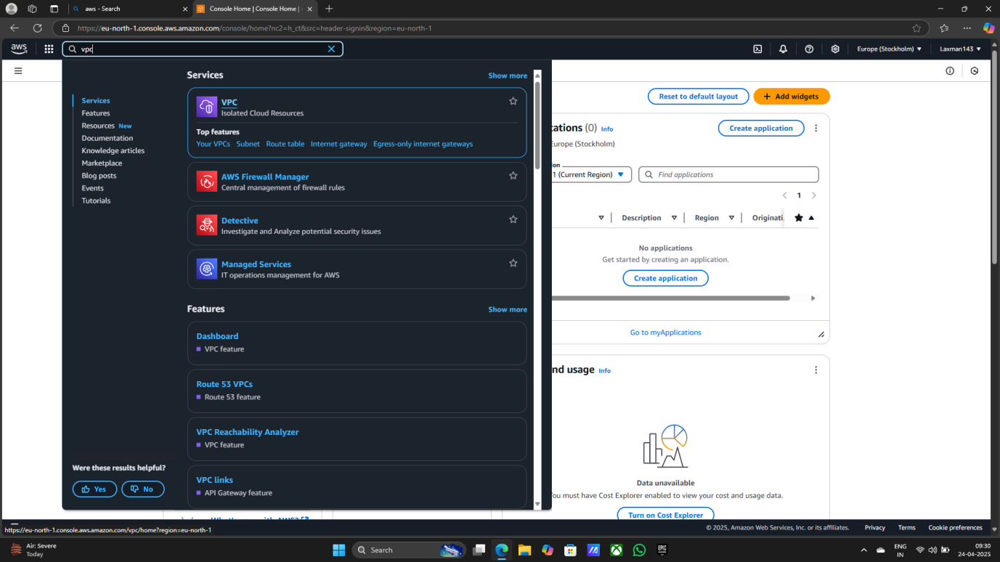 aws - Search
Console Home | Console Home |
https://eu-north-1.console.aws.amazon.com/console/home?nc2=h_ct&src=header-signin&region=eu-north-1
aws
vpc
Europe (Stockholm)
Laxman143
Services
Features
Resources New
Documentation
Knowledge articles
Marketplace
Blog posts
Events
Tutorials
Were these results helpful?
Yes
No
Services
Show more
VPC
Isolated Cloud Resources
Top features
Your VPCs Subnet Route table Internet gateway Egress-only internet gateways
AWS Firewall Manager
Central management of firewall rules
Detective
Investigate and Analyze potential security issues
Managed Services
IT operations management for AWS
Features
Show more
Dashboard
VPC feature
Route 53 VPCs
Route 53 feature
VPC Reachability Analyzer
VPC feature
VPC links
API Gateway feature
Reset to default layout
+ Add widgets
cations (0) Info
Create application
Europe (Stockholm)
1 (Current Region)
Find applications
1
Description
Region
Originati
No applications
Get started by creating an application.
Create application
Go to myApplications
nd usage Info
Data unavailable
You must have Cost Explorer enabled to view your cost and usage data.
Turn on Cost Explorer
https://eu-north-1.console.aws.amazon.com/vpc/home?region=eu-north-1
© 2025, Amazon Web Services, Inc. or its affiliates.
Privacy
Terms
Cookie preferences
Air: Severe
Today
Search
EPIC
ENG
IN
09:30
24-04-2025